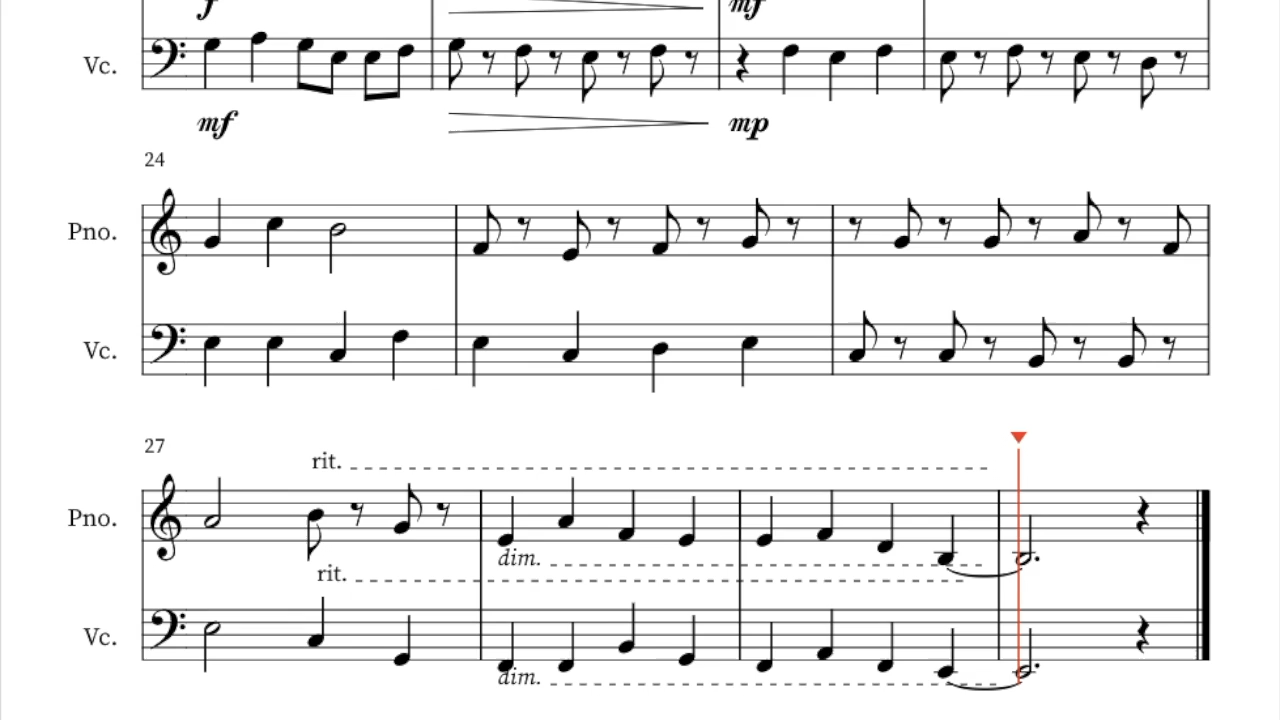 f mf
Vc.
mf mp
24
Pno.
Vc.
27
rit.
Pno.
dim.
rit.
Vc.
dim.